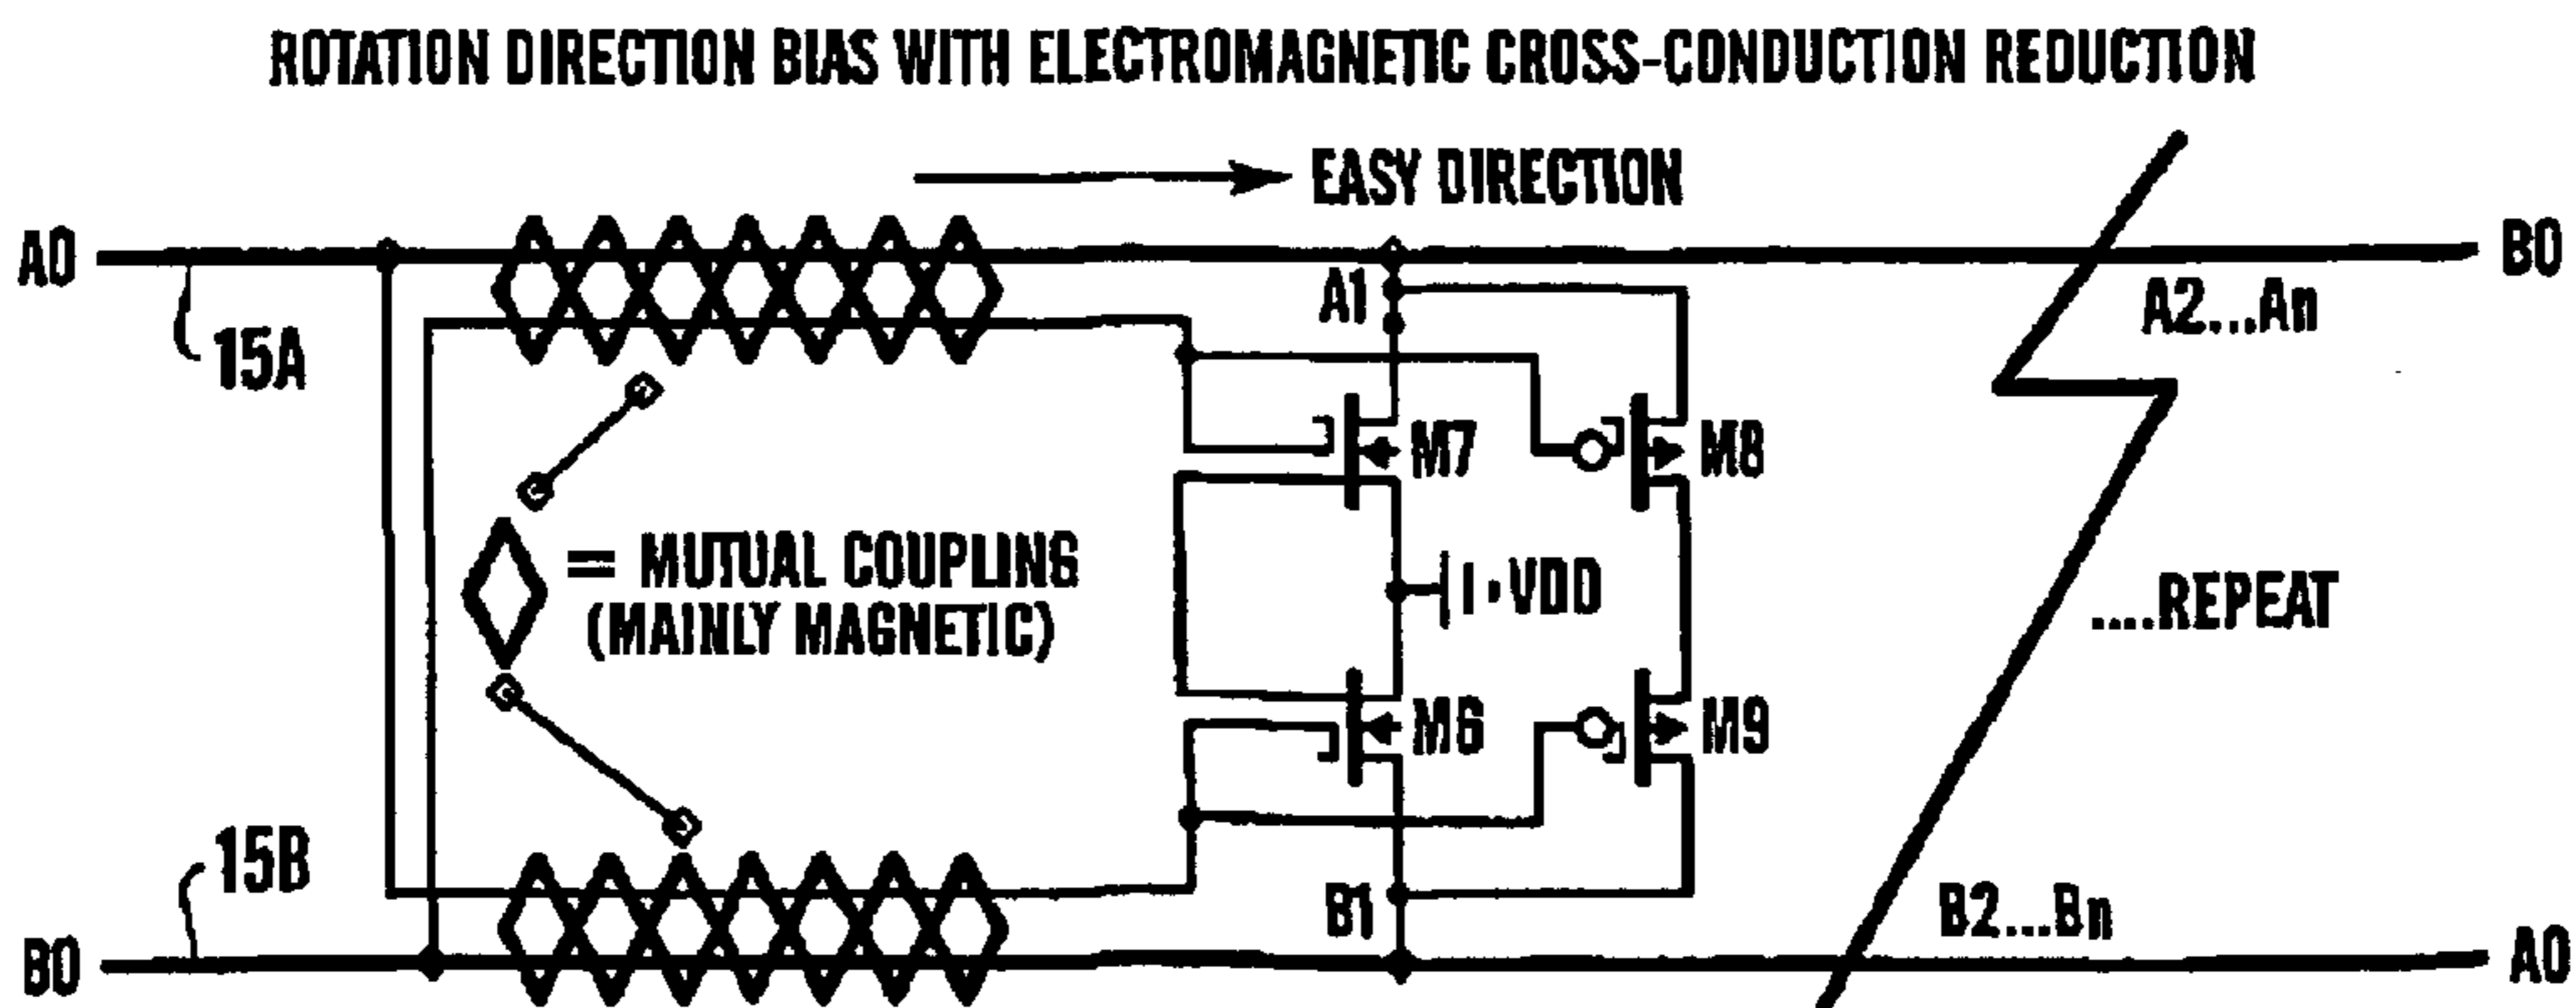 ROTATION DIRECTION BIAS WITH ELECTROMAGNETIC CROSS-CONDUCTION REDUCTION
EASY DIRECTION
A0
B0
15A
A1
A2...An
M7
M8
= MUTUAL COUPLING
(MAINLY MAGNETIC)
VDD
....REPEAT
M6
M9
15B
B1
B2...Bn
B0
A0